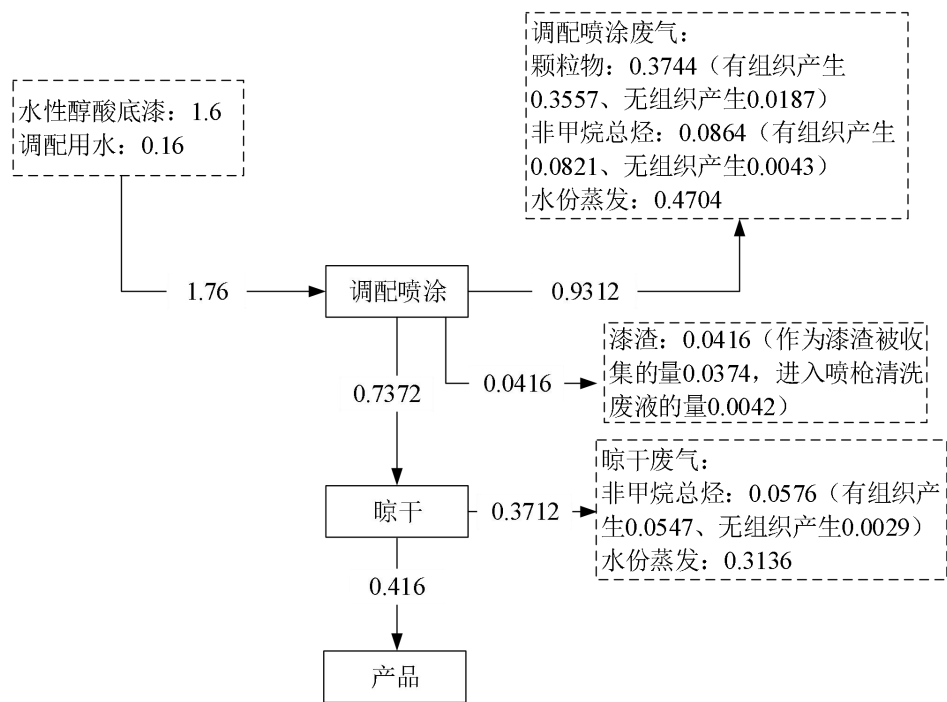 调配喷涂废气：
颗粒物：0.3744（有组织产生
0.3557、无组织产生0.0187）
非甲烷总烃：0.0864（有组织产生
0.0821、无组织产生0.0043）
水份蒸发：0.4704
水性醇酸底漆：1.6
调配用水：0.16
1.76
调配喷涂
0.9312
漆渣：0.0416（作为漆渣被收
集的量0.0374，进入喷枪清洗
废液的量0.0042）
0.7372
0.0416
晾干废气：
非甲烷总烃：0.0576（有组织产
生0.0547、无组织产生0.0029）
水份蒸发：0.3136
晾干
0.3712
0.416
产品